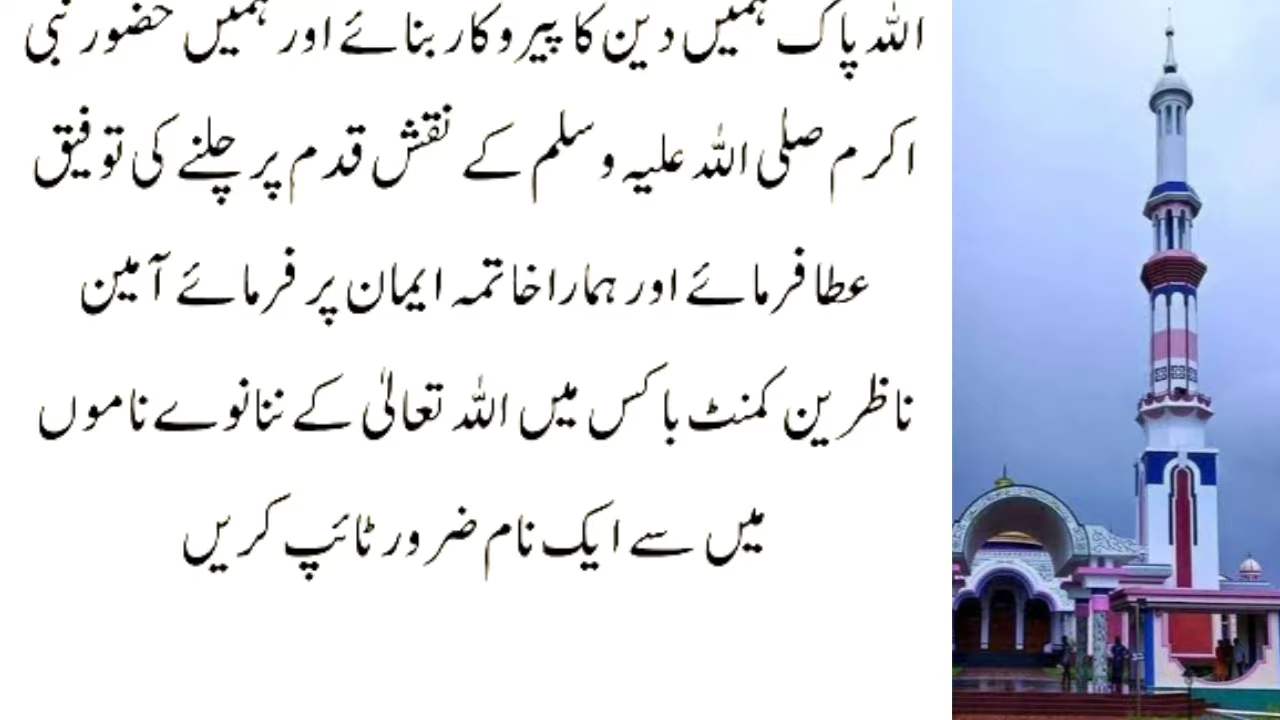 اللہ پاک ہمیں دین کا پیروکار بنائے اور ہمیں حضور نبی
اکرم صلی اللہ علیہ وسلم کے نقش قدم پر چلنے کی توفیق
عطا فرمائے اور ہمارا خاتمہ ایمان پر فرمائے آمین
ناظرین کمنٹ باکس میں اللہ تعالیٰ کے ننانوے ناموں
میں سے ایک نام ضرور ٹائپ کریں